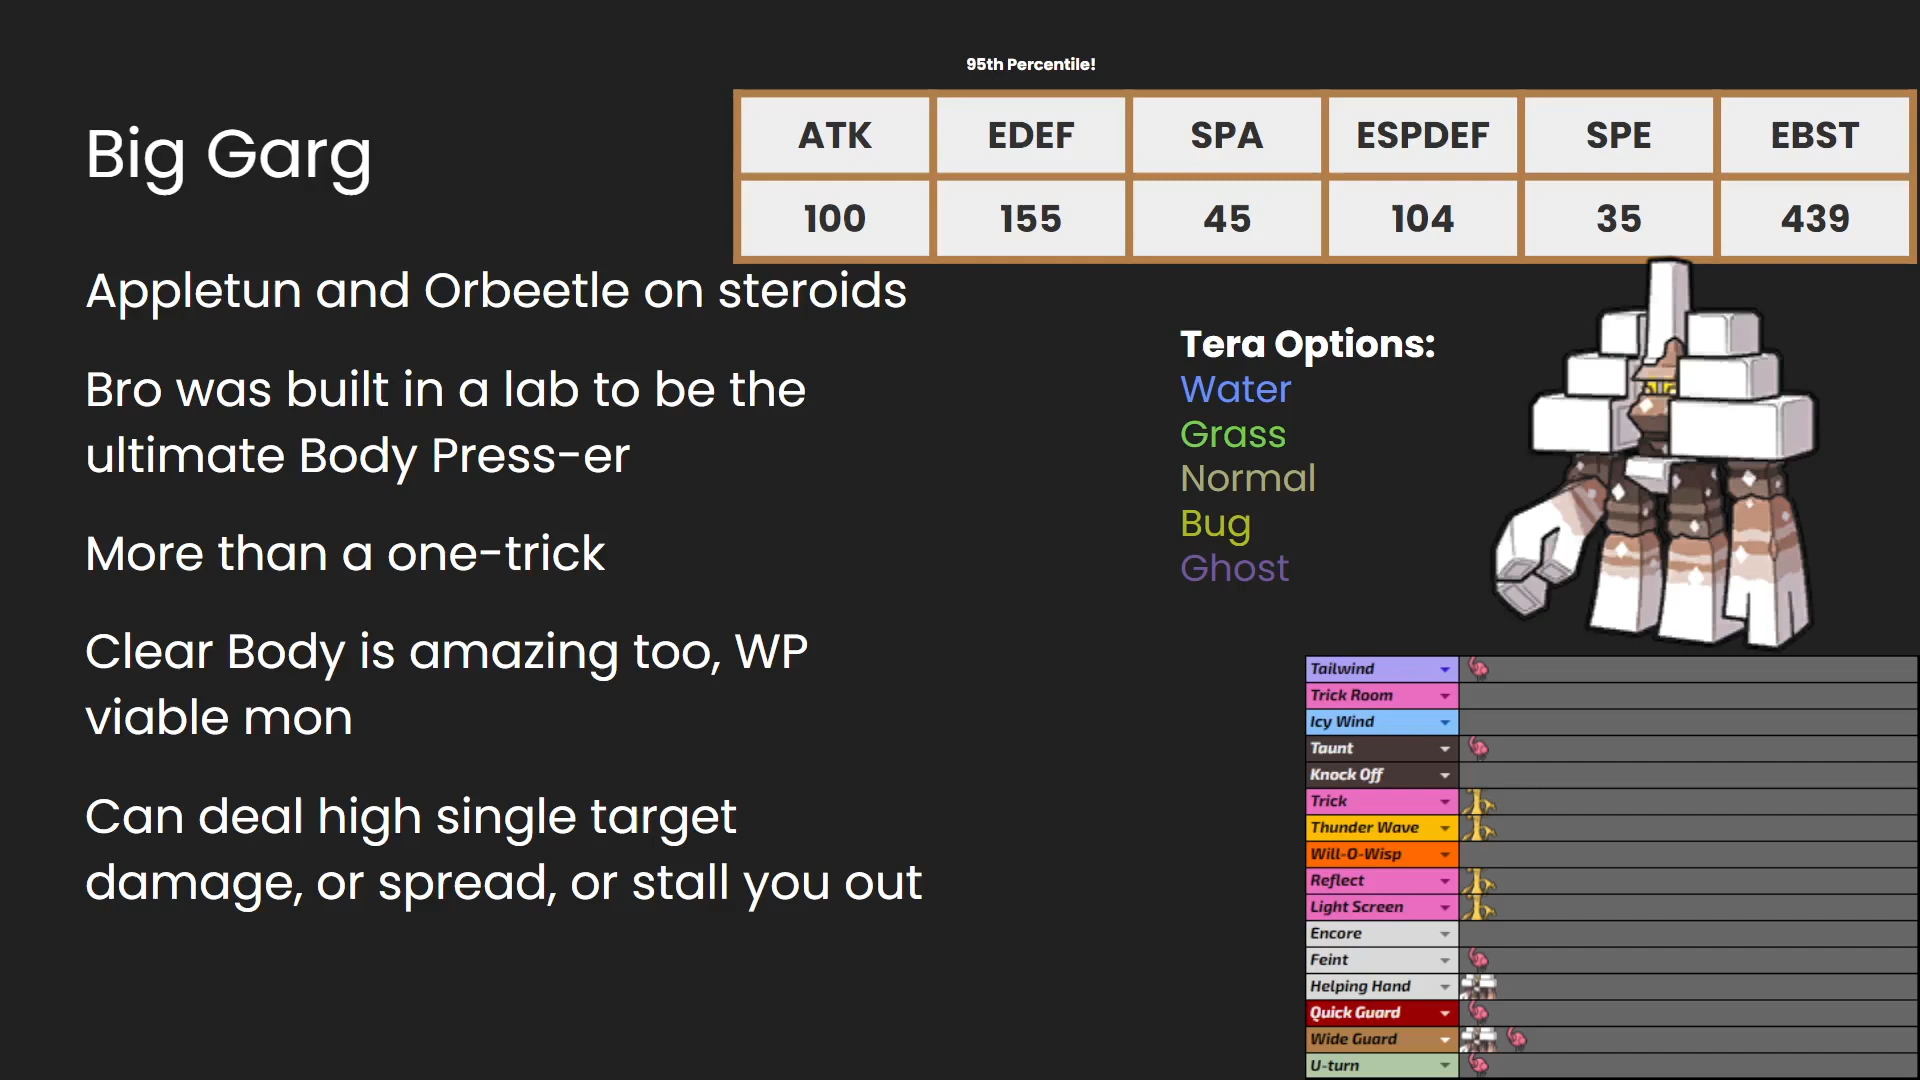 95th Percentile!
ATK EDEF SPA ESPDEF SPE EBST
100 155 45 104 35 439
Big Garg
Appletun and Orbeetle on steroids
Bro was built in a lab to be the
ultimate Body Press-er
More than a one-trick
Clear Body is amazing too, WP
viable mon
Can deal high single target
damage, or spread, or stall you out
Tera Options:
Water
Grass
Normal
Bug
Ghost
Tailwind
Trick Room
Icy Wind
Taunt
Knock Off
Trick
Thunder Wave
Will-O-Wisp
Reflect
Light Screen
Encore
Feint
Helping Hand
Quick Guard
Wide Guard
U-turn